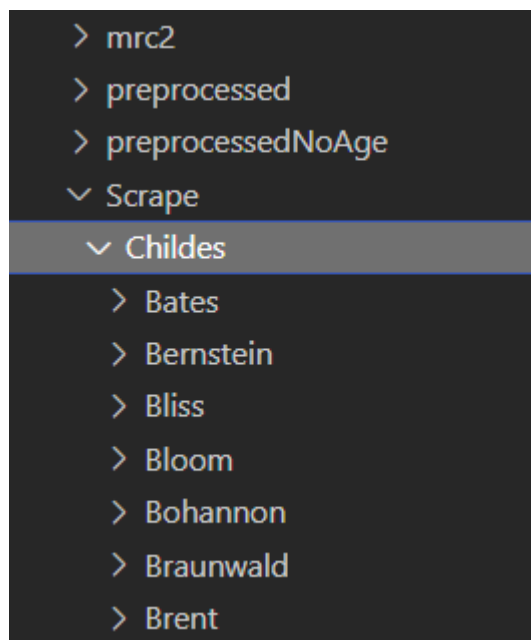 mrc2
preprocessed
preprocessedNoAge
Scrape
Childes
Bates
Bernstein
Bliss
Bloom
Bohannon
Braunwald
Brent